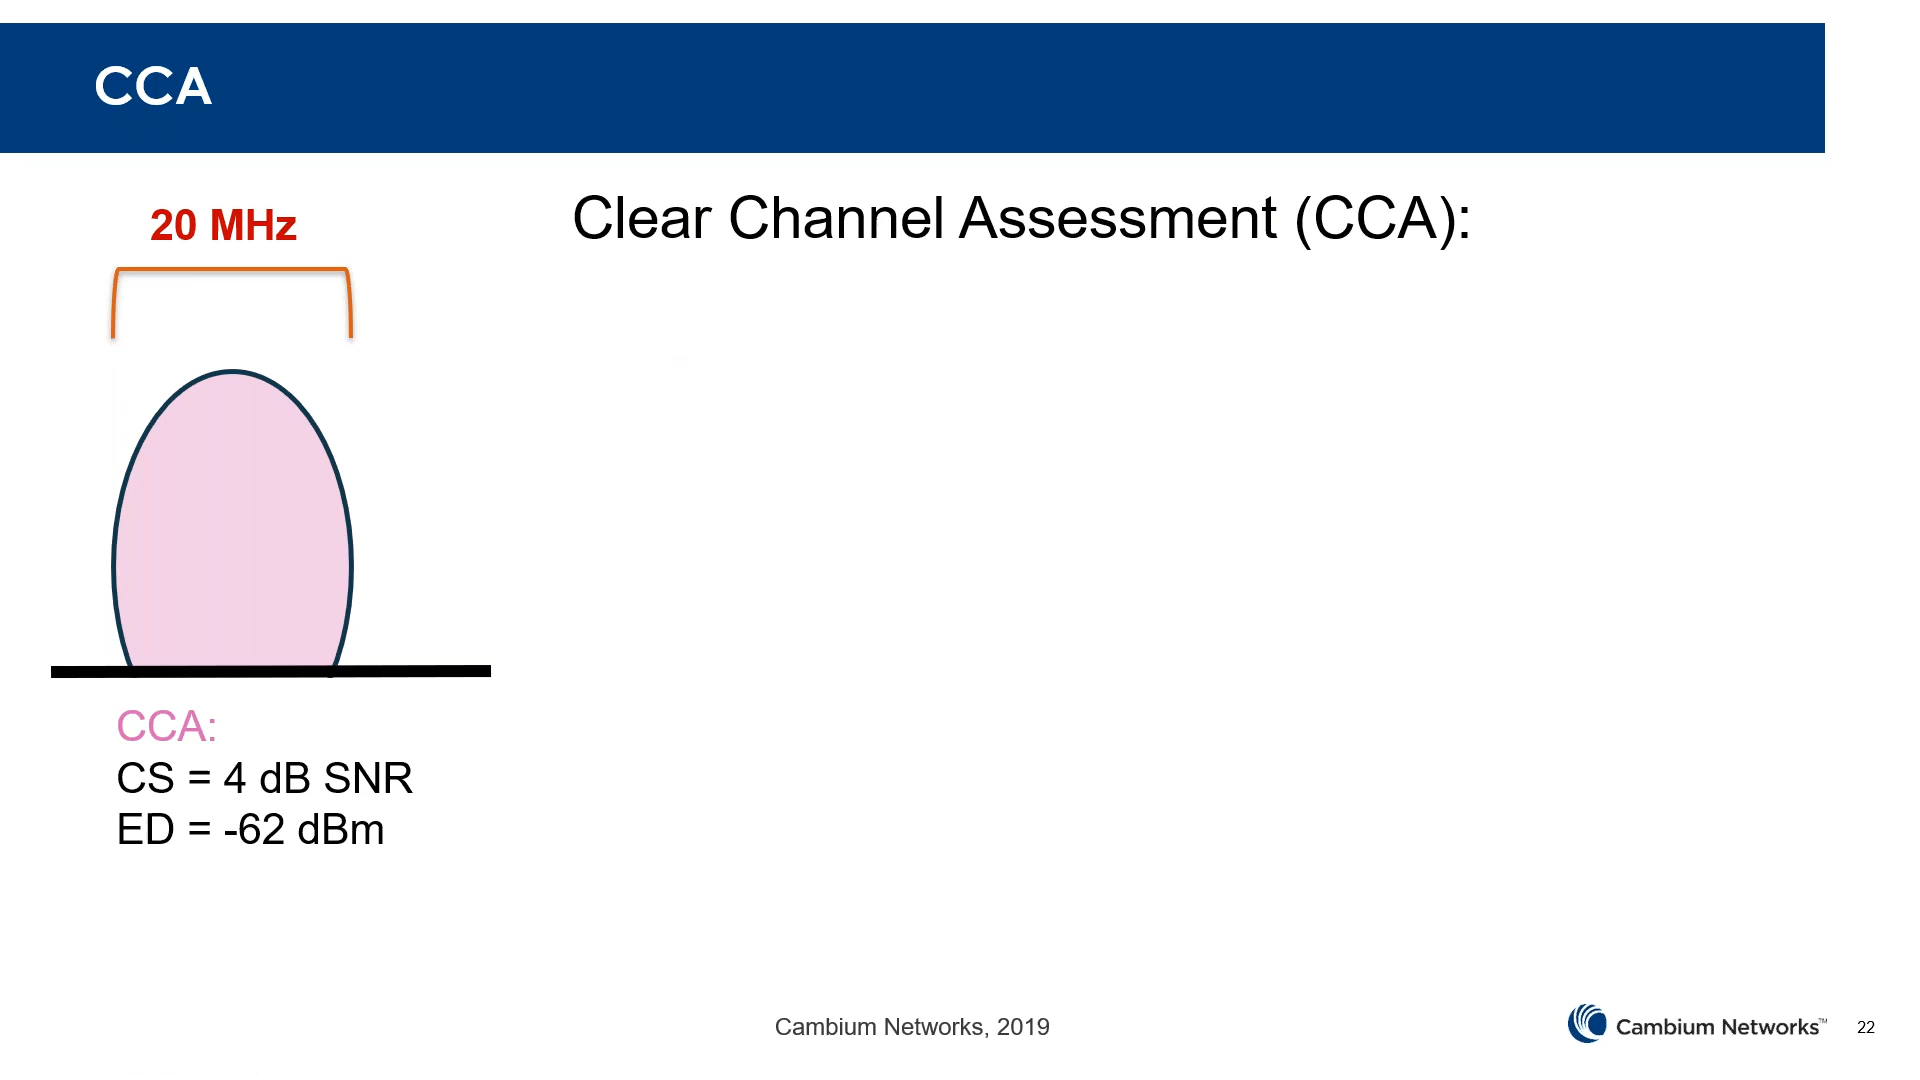 CCA
20 MHz
Clear Channel Assessment (CCA):
CCA:
CS = 4 dB SNR
ED = -62 dBm
Cambium Networks, 2019
Cambium Networks™
22